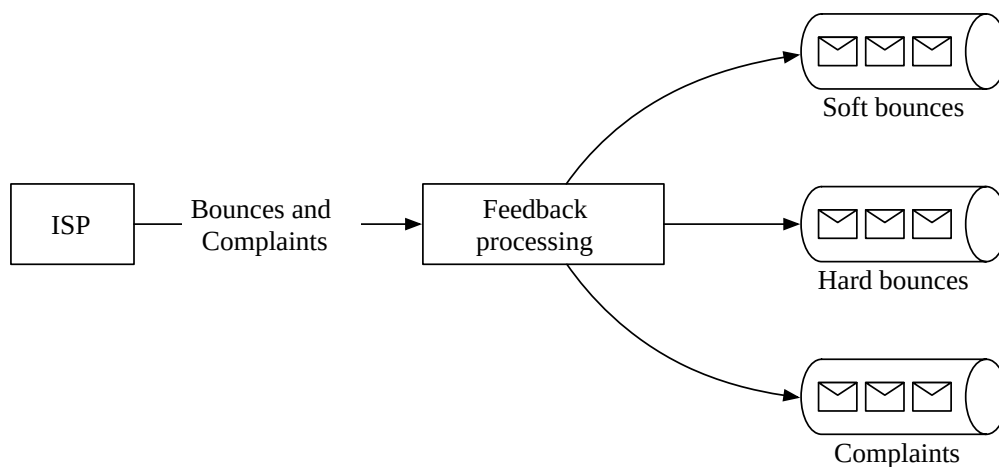 ISP
Bounces and
Complaints
Feedback
processing
Soft bounces
Hard bounces
Complaints